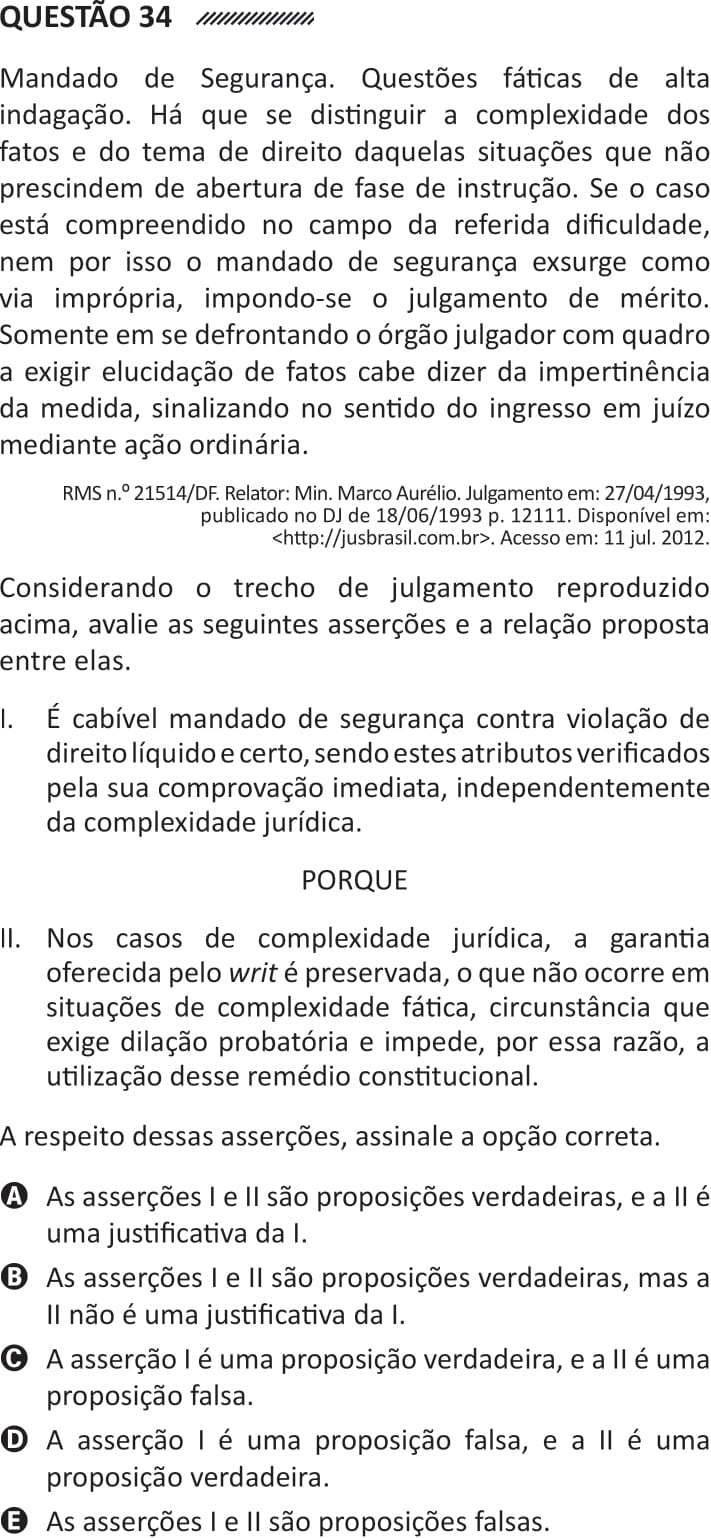 QUESTÃO 34
Mandado de Segurança. Questões fáticas de alta
indagação. Há que se distinguir a complexidade dos
fatos e do tema de direito daquelas situações que não
prescindem de abertura de fase de instrução. Se o caso
está compreendido no campo da referida dificuldade,
nem por isso o mandado de segurança exsurge como
via imprópria, impondo-se o julgamento de mérito.
Somente em se defrontando o órgão julgador com quadro
a exigir elucidação de fatos cabe dizer da impertinência
da medida, sinalizando no sentido do ingresso em juízo
mediante ação ordinária.
RMS n.º 21514/DF. Relator: Min. Marco Aurélio. Julgamento em: 27/04/1993,
publicado no DJ de 18/06/1993 p. 12111. Disponível em:
<http://jusbrasil.com.br>. Acesso em: 11 jul. 2012.
Considerando o trecho de julgamento reproduzido
acima, avalie as seguintes asserções e a relação proposta
entre elas.
I. É cabível mandado de segurança contra violação de
direito líquido e certo, sendo estes atributos verificados
pela sua comprovação imediata, independentemente
da complexidade jurídica.
PORQUE
II. Nos casos de complexidade jurídica, a garantia
oferecida pelo writ é preservada, o que não ocorre em
situações de complexidade fática, circunstância que
exige dilação probatória e impede, por essa razão, a
utilização desse remédio constitucional.
A respeito dessas asserções, assinale a opção correta.
A As asserções I e II são proposições verdadeiras, e a II é
uma justificativa da I.
B As asserções I e II são proposições verdadeiras, mas a
II não é uma justificativa da I.
C A asserção I é uma proposição verdadeira, e a II é uma
proposição falsa.
D A asserção I é uma proposição falsa, e a II é uma
proposição verdadeira.
E As asserções I e II são proposições falsas.